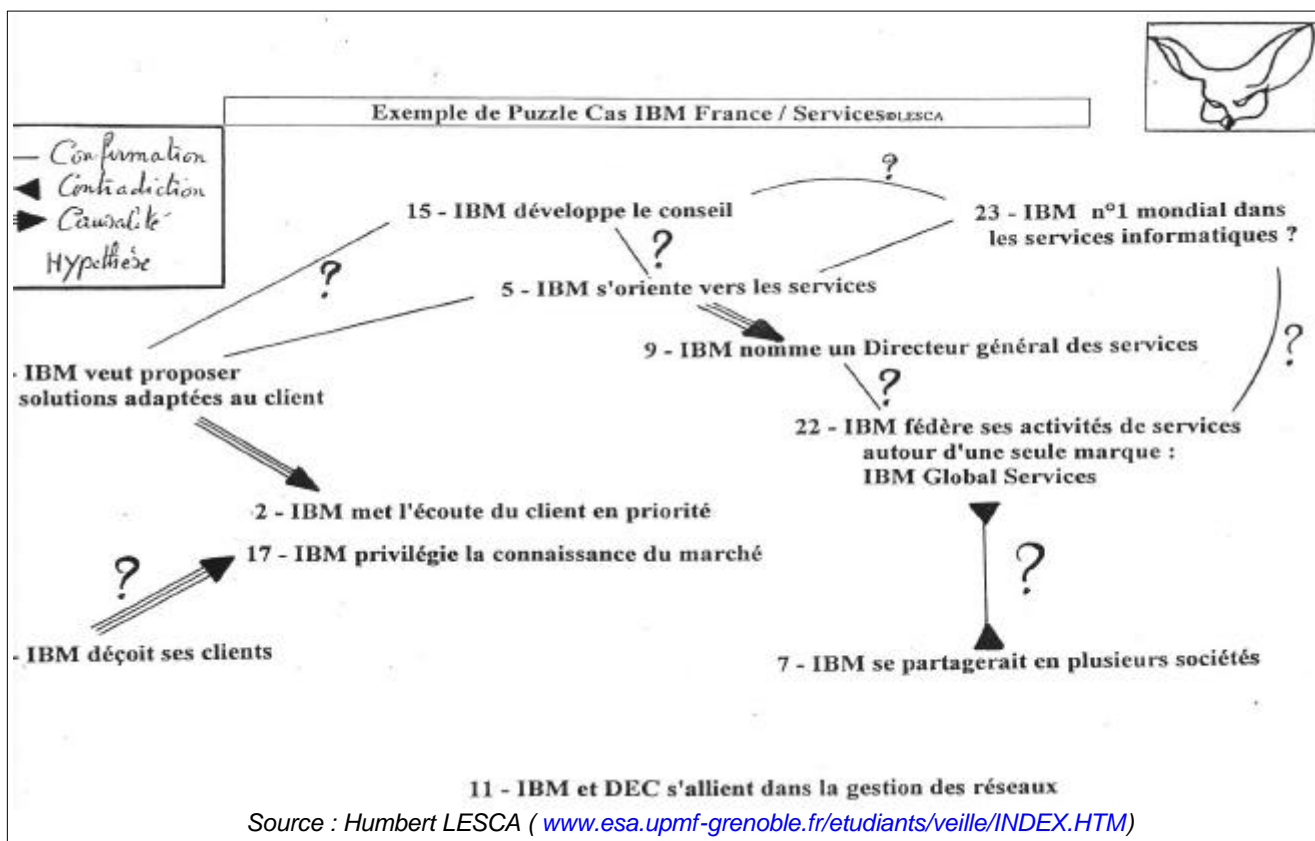 Exemple de Puzzle Cas IBM France / Services©LESCA
Confirmation
Contradiction
Causalité
Hypothèse
?
15 - IBM développe le conseil
23 - IBM n°1 mondial dans
les services informatiques ?
?
?
5 - IBM s'oriente vers les services
9 - IBM nomme un Directeur général des services
?
- IBM veut proposer
solutions adaptées au client
?
22 - IBM fédère ses activités de services
autour d'une seule marque :
IBM Global Services
2 - IBM met l'écoute du client en priorité
17 - IBM privilégie la connaissance du marché
?
?
- IBM déçoit ses clients
7 - IBM se partagerait en plusieurs sociétés
11 - IBM et DEC s'allient dans la gestion des réseaux
Source : Humbert LESCA ( www.esa.upmf-grenoble.fr/etudiants/veille/INDEX.HTM)